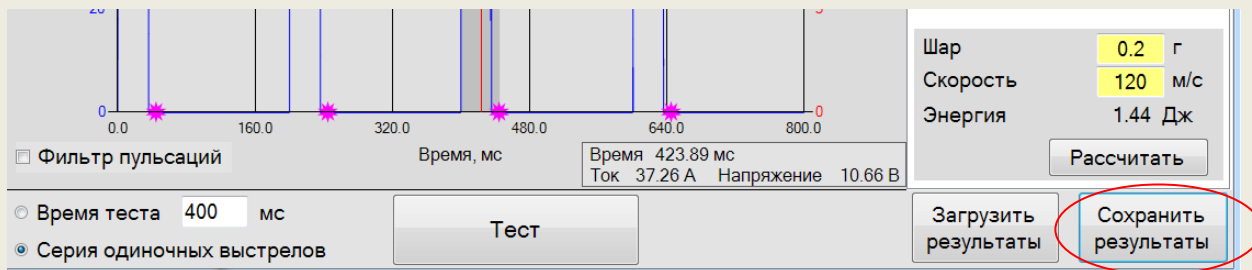 20
5
0
0
0.0 160.0 320.0 480.0 640.0 800.0
Фильтр пульсаций
Время, мс
Время 423.89 мс
Ток 37.26 А Напряжение 10.66 В
Шар 0.2 г
Скорость 120 м/с
Энергия 1.44 Дж
Рассчитать
Время теста 400 мс
Серия одиночных выстрелов
Тест
Загрузить
результаты
Сохранить
результаты